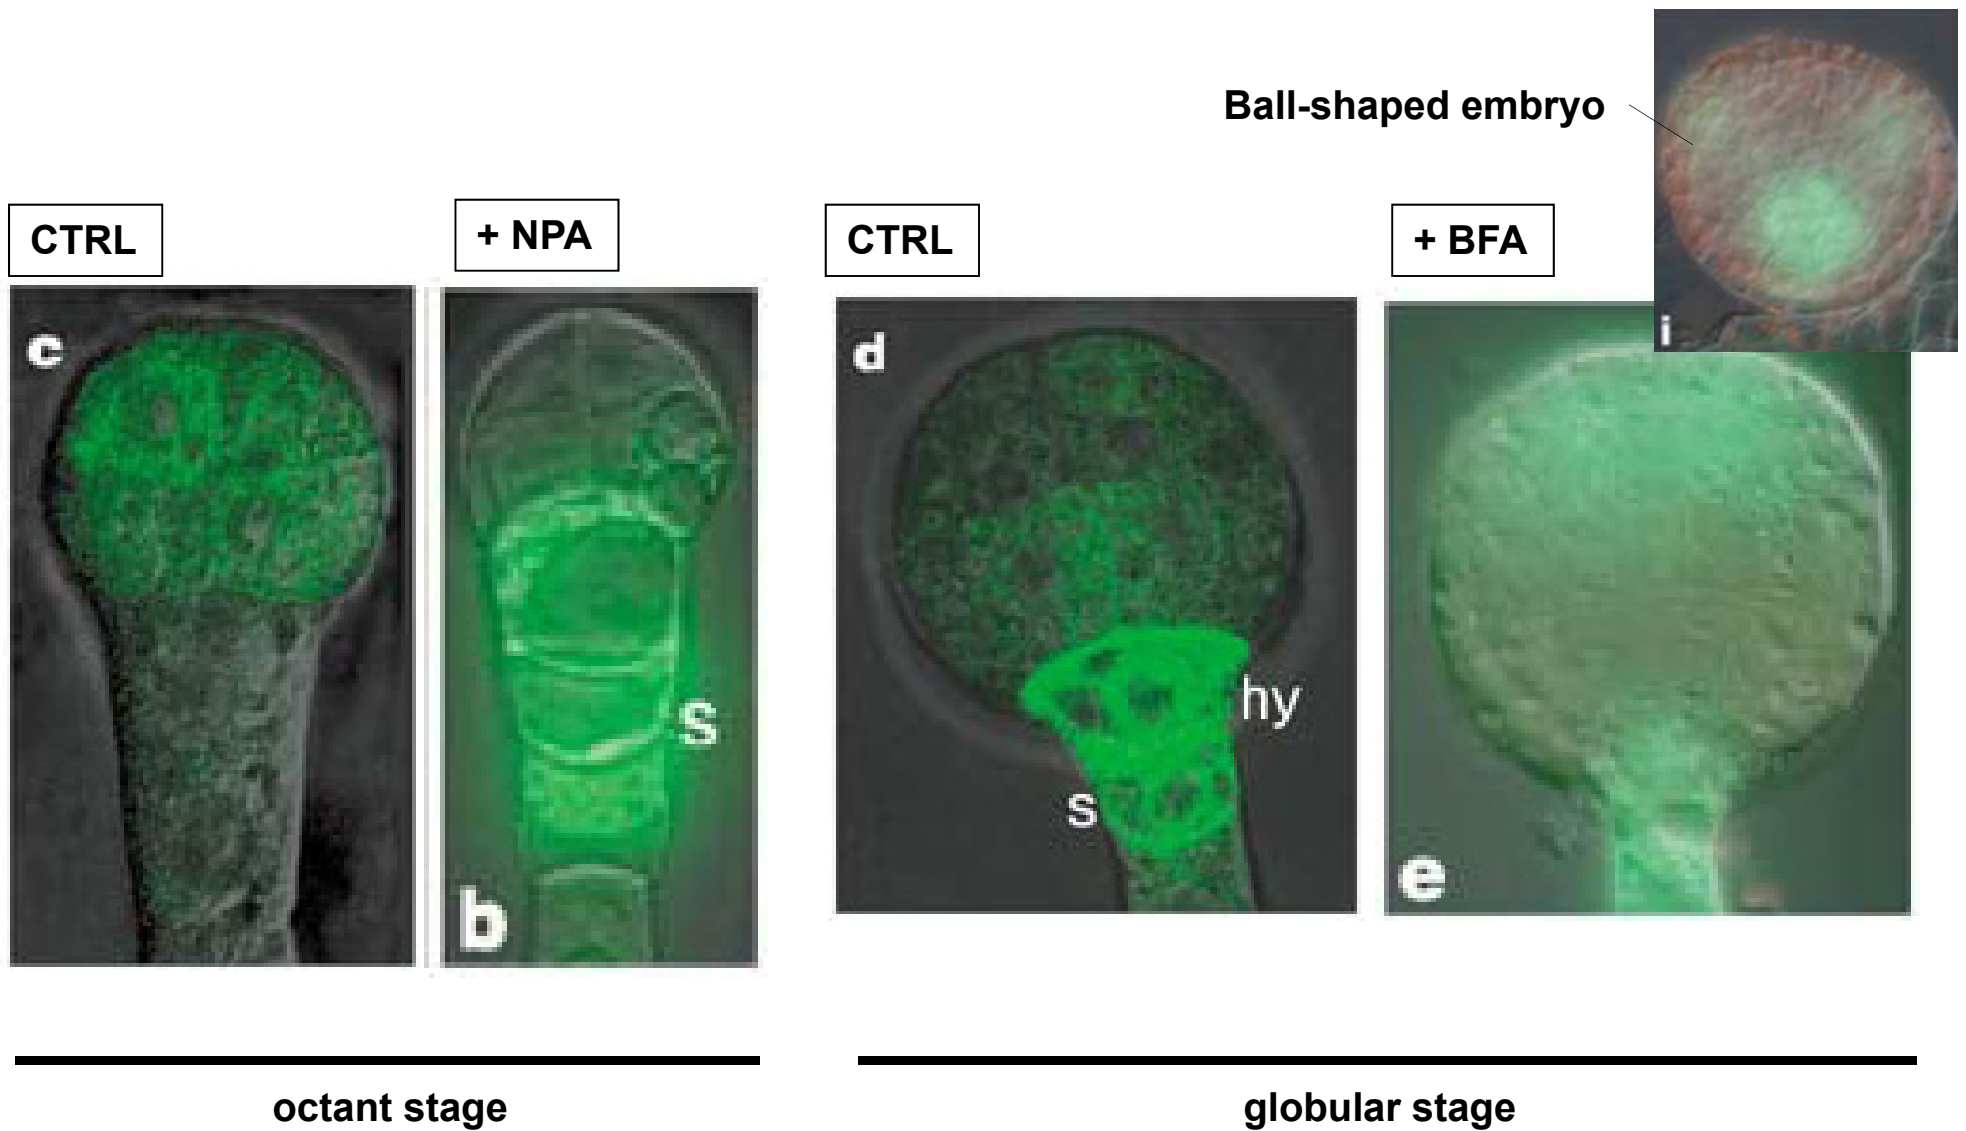 Ball-shaped embryo
i
CTRL
+ NPA
CTRL
+ BFA
c
b
S
d
hy
s
e
octant stage
globular stage